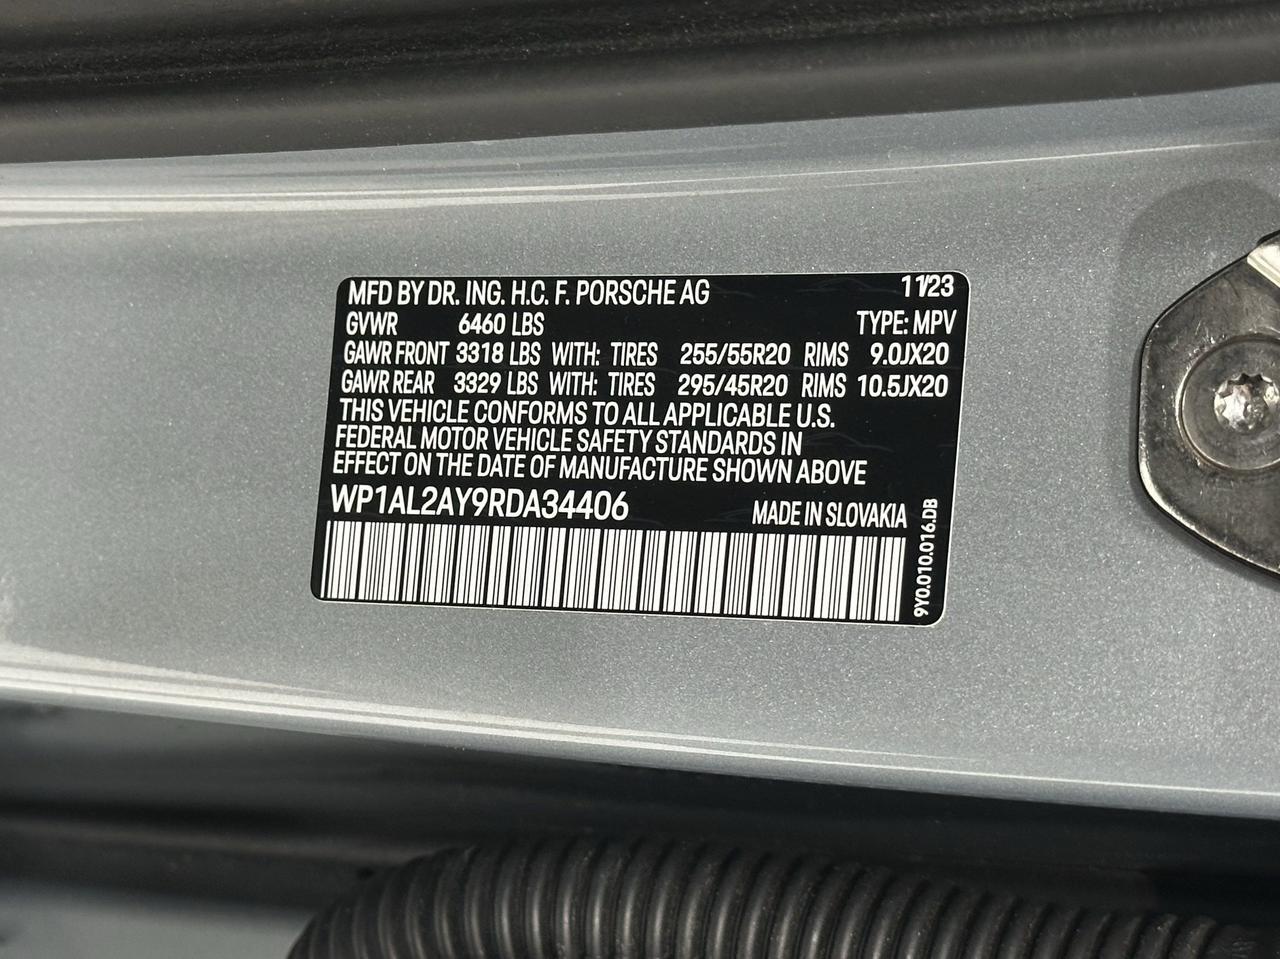 MFD BY DR. ING. H.C. F. PORSCHE AG 11/23
GVWR 6460 LBS TYPE: MPV
GAWR FRONT 3318 LBS WITH: TIRES 255/55R20 RIMS 9.0JX20
GAWR REAR 3329 LBS WITH: TIRES 295/45R20 RIMS 10.5JX20
THIS VEHICLE CONFORMS TO ALL APPLICABLE U.S.
FEDERAL MOTOR VEHICLE SAFETY STANDARDS IN
EFFECT ON THE DATE OF MANUFACTURE SHOWN ABOVE
WP1AL2AY9RDA34406 MADE IN SLOVAKIA
9Y0.010.016.DB